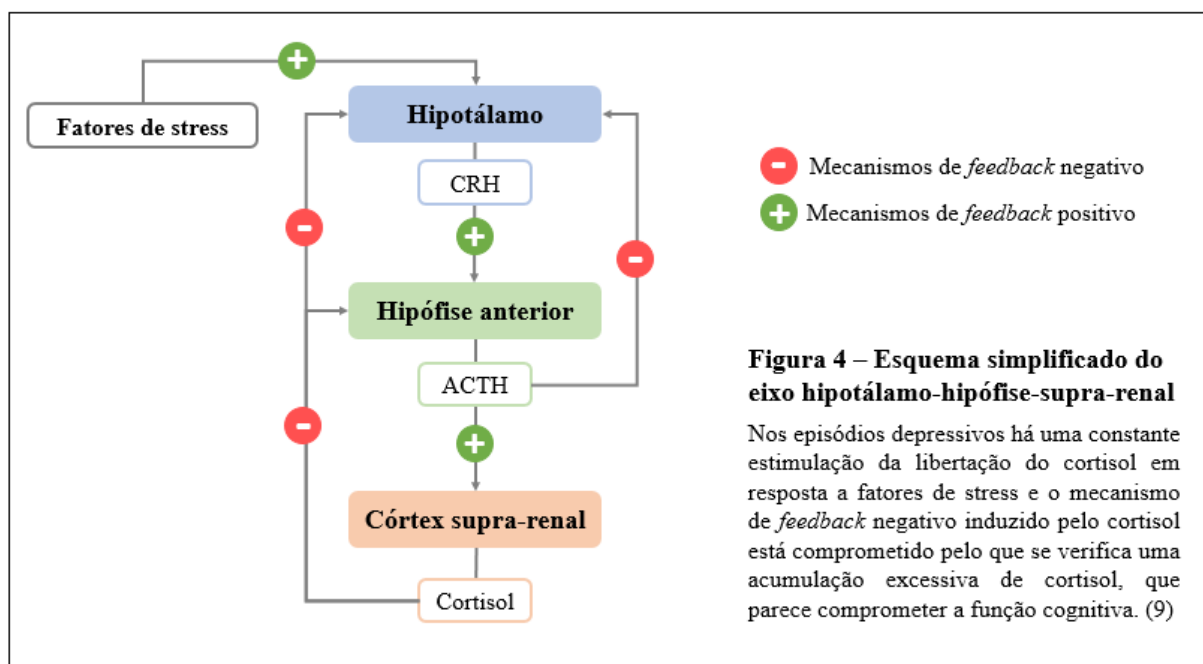 Fatores de stress
Hipotálamo
CRH
Hipófise anterior
ACTH
Córtex supra-renal
Cortisol
Mecanismos de feedback negativo
Mecanismos de feedback positivo
Figura 4 – Esquema simplificado do
eixo hipotálamo-hipófise-supra-renal
Nos episódios depressivos há uma constante
estimulação da libertação do cortisol em
resposta a fatores de stress e o mecanismo
de feedback negativo induzido pelo cortisol
está comprometido pelo que se verifica uma
acumulação excessiva de cortisol, que
parece comprometer a função cognitiva. (9)